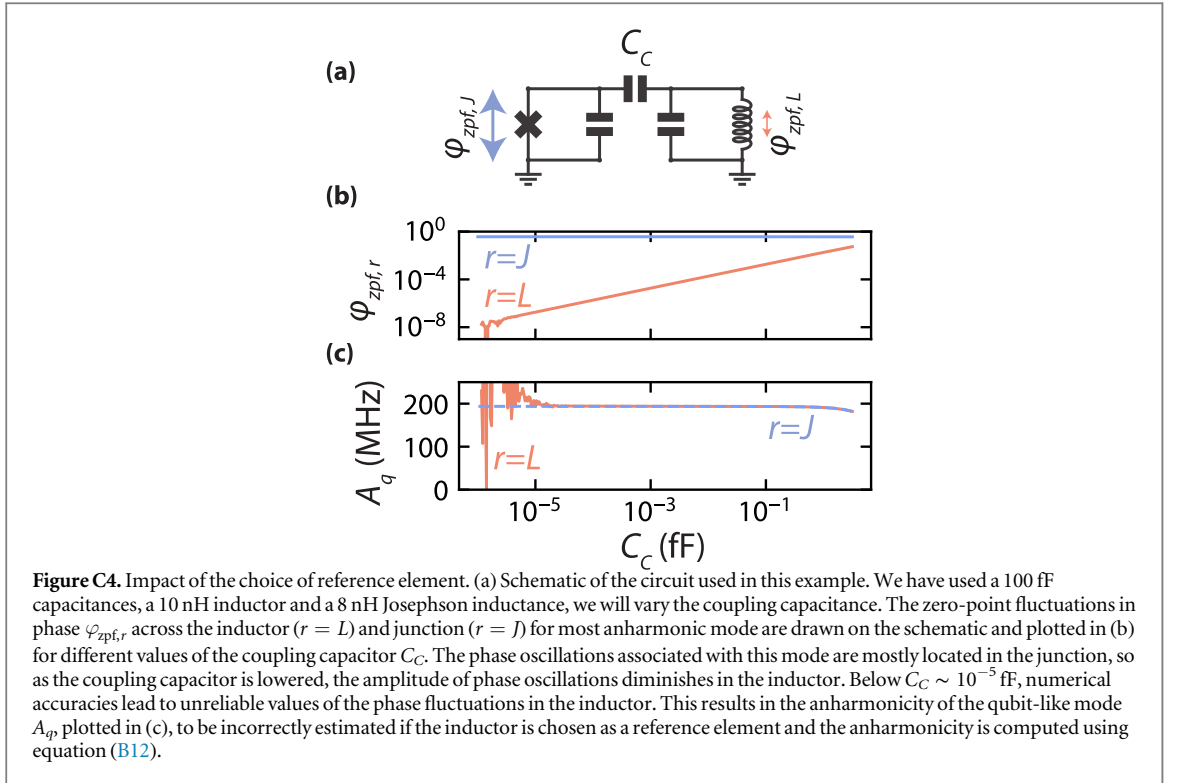 (a)
C_C
φ_zpf, J
φ_zpf, L
(b)
φ_zpf, r
10^0
10^-4
10^-8
r=J
r=L
(c)
A_q (MHz)
200
100
0
r=J
r=L
10^-5
10^-3
10^-1
C_C (fF)
Figure C4. Impact of the choice of reference element. (a) Schematic of the circuit used in this example. We have used a 100 fF
capacitances, a 10 nH inductor and a 8 nH Josephson inductance, we will vary the coupling capacitance. The zero-point fluctuations in
phase φ_zpf,r across the inductor (r = L) and junction (r = J) for most anharmonic mode are drawn on the schematic and plotted in (b)
for different values of the coupling capacitor C_C. The phase oscillations associated with this mode are mostly located in the junction, so
as the coupling capacitor is lowered, the amplitude of phase oscillations diminishes in the inductor. Below C_C ∼ 10^-5 fF, numerical
accuracies lead to unreliable values of the phase fluctuations in the inductor. This results in the anharmonicity of the qubit-like mode
A_q, plotted in (c), to be incorrectly estimated if the inductor is chosen as a reference element and the anharmonicity is computed using
equation (B12).